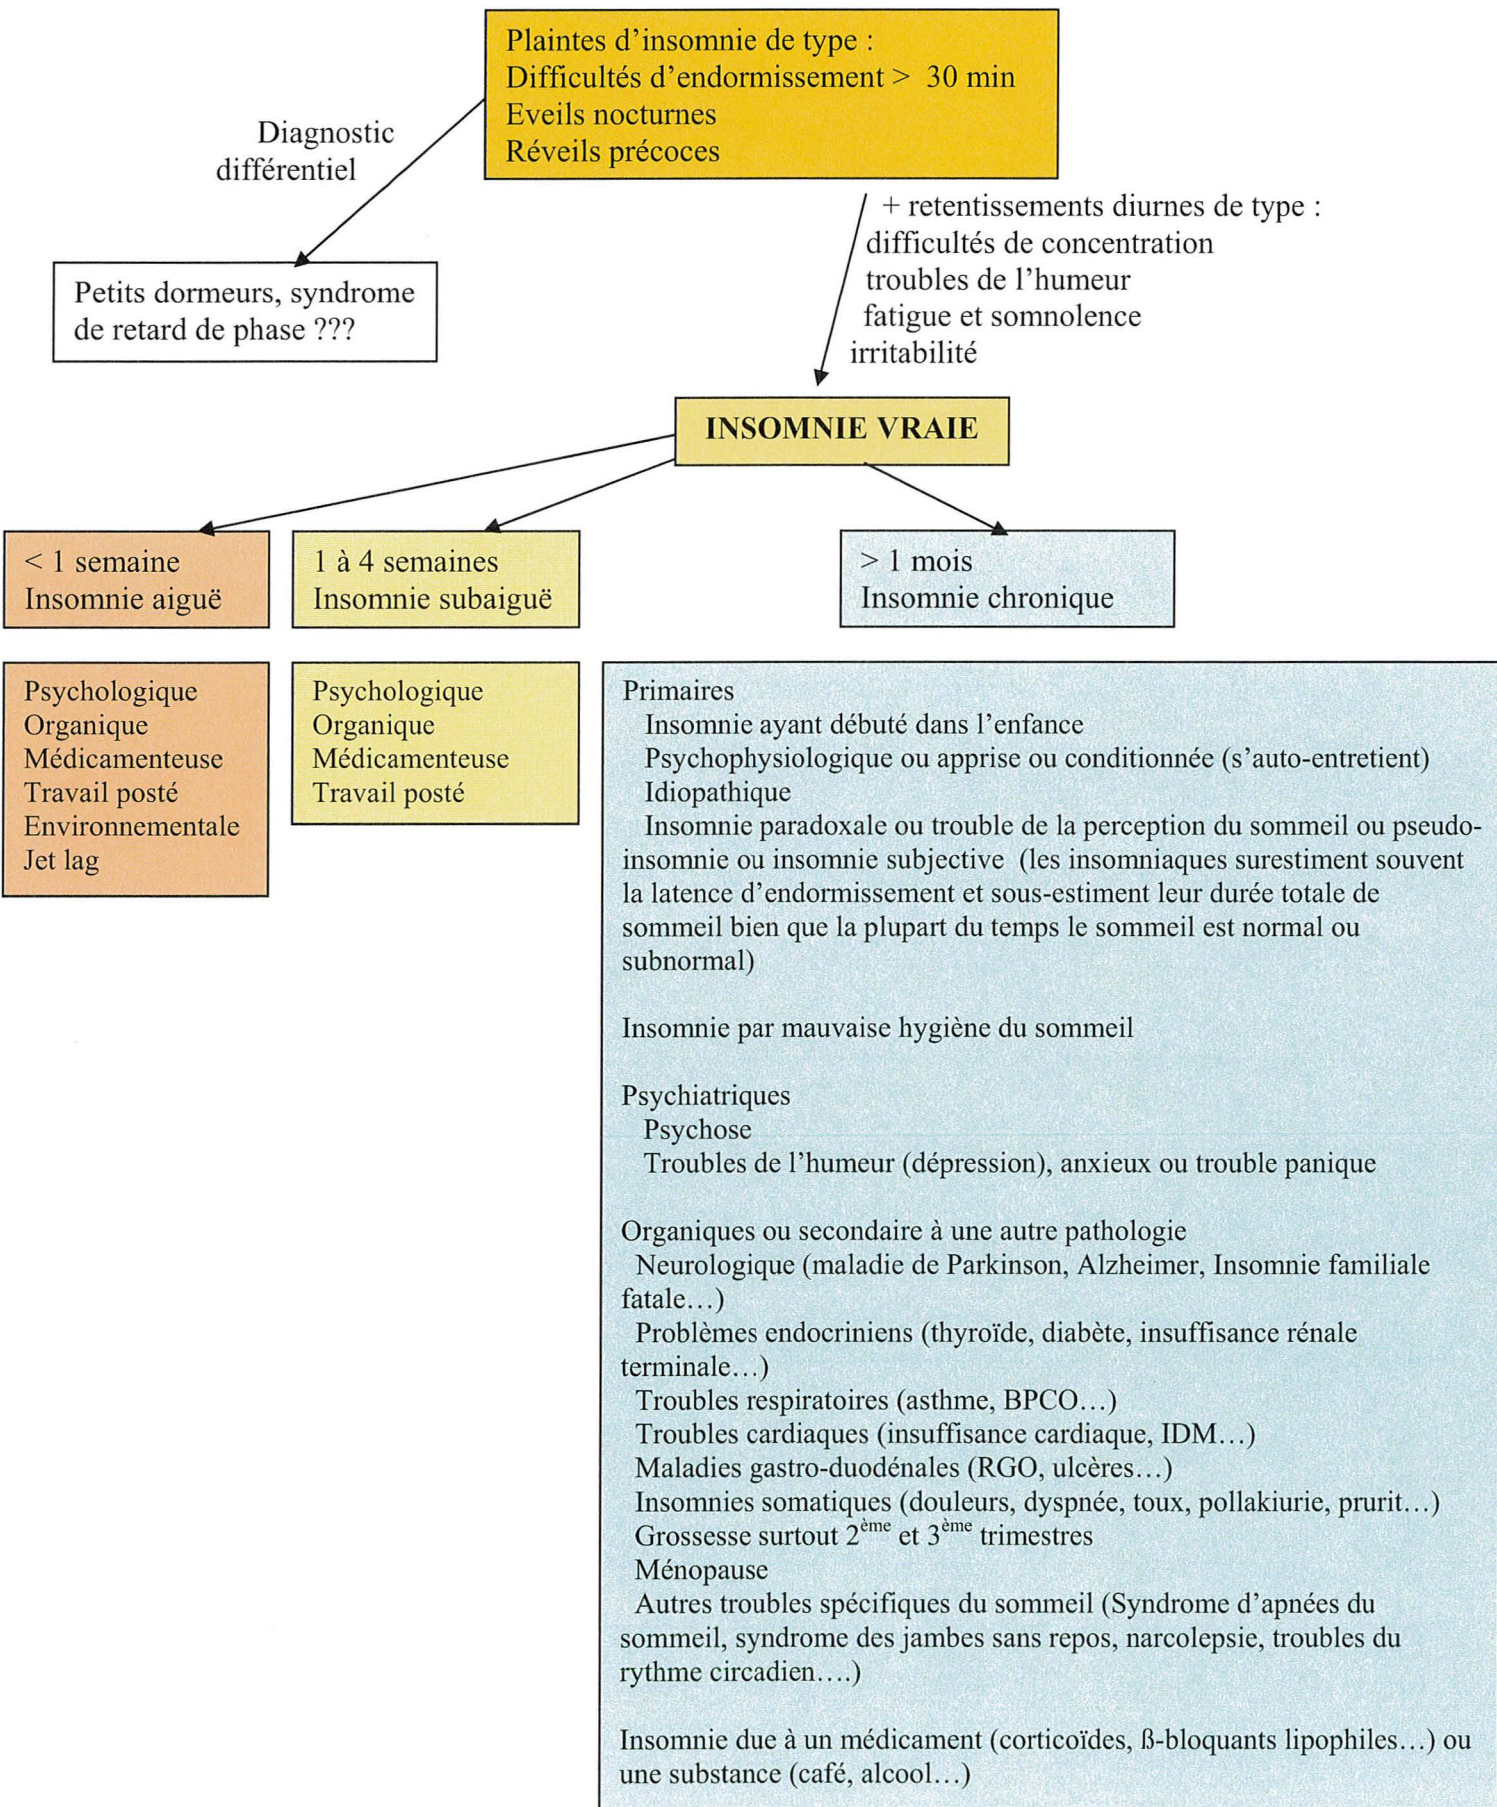 Plaintes d’insomnie de type :
Difficultés d’endormissement > 30 min
Eveils nocturnes
Réveils précoces
Diagnostic
différentiel
+ retentissements diurnes de type :
difficultés de concentration
troubles de l’humeur
fatigue et somnolence
irritabilité
Petits dormeurs, syndrome
de retard de phase ???
INSOMNIE VRAIE
< 1 semaine
Insomnie aiguë
1 à 4 semaines
Insomnie subaiguë
> 1 mois
Insomnie chronique
Psychologique
Organique
Médicamenteuse
Travail posté
Environnementale
Jet lag
Psychologique
Organique
Médicamenteuse
Travail posté
Primaires
Insomnie ayant débuté dans l’enfance
Psychophysiologique ou apprise ou conditionnée (s’auto-entretient)
Idiopathique
Insomnie paradoxale ou trouble de la perception du sommeil ou pseudo-
insomnie ou insomnie subjective (les insomniaques surestiment souvent
la latence d’endormissement et sous-estiment leur durée totale de
sommeil bien que la plupart du temps le sommeil est normal ou
subnormal)
Insomnie par mauvaise hygiène du sommeil
Psychiatriques
Psychose
Troubles de l’humeur (dépression), anxieux ou trouble panique
Organiques ou secondaire à une autre pathologie
Neurologique (maladie de Parkinson, Alzheimer, Insomnie familiale
fatale…)
Problèmes endocriniens (thyroïde, diabète, insuffisance rénale
terminale…)
Troubles respiratoires (asthme, BPCO…)
Troubles cardiaques (insuffisance cardiaque, IDM…)
Maladies gastro-duodénales (RGO, ulcères…)
Insomnies somatiques (douleurs, dyspnée, toux, pollakiurie, prurit…)
Grossesse surtout 2ème et 3ème trimestres
Ménopause
Autres troubles spécifiques du sommeil (Syndrome d’apnées du
sommeil, syndrome des jambes sans repos, narcolepsie, troubles du
rythme circadien….)
Insomnie due à un médicament (corticoïdes, ß-bloquants lipophiles…) ou
une substance (café, alcool…)